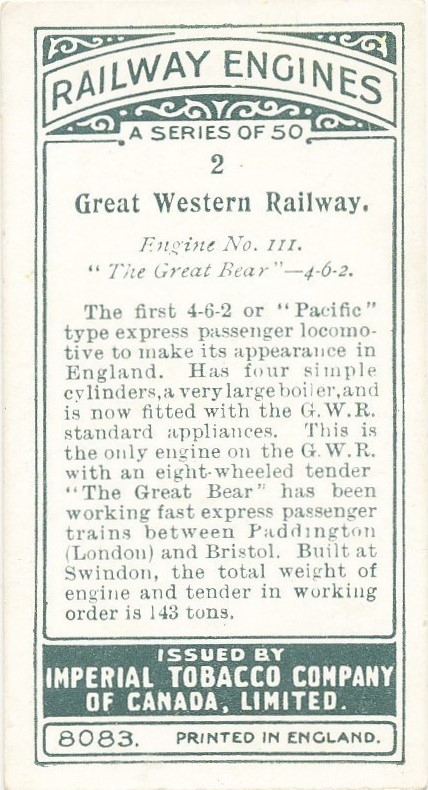 RAILWAY ENGINES
A SERIES OF 50
2
Great Western Railway.
Engine No. 111.
"The Great Bear"—4-6-2.
The first 4-6-2 or "Pacific"
type express passenger locomo-
tive to make its appearance in
England. Has four simple
cylinders, a very large boiler, and
is now fitted with the G.W.R.
standard appliances. This is
the only engine on the G.W.R.
with an eight-wheeled tender
"The Great Bear" has been
working fast express passenger
trains between Paddington
(London) and Bristol. Built at
Swindon, the total weight of
engine and tender in working
order is 143 tons.
ISSUED BY
IMPERIAL TOBACCO COMPANY
OF CANADA, LIMITED.
8083. PRINTED IN ENGLAND.